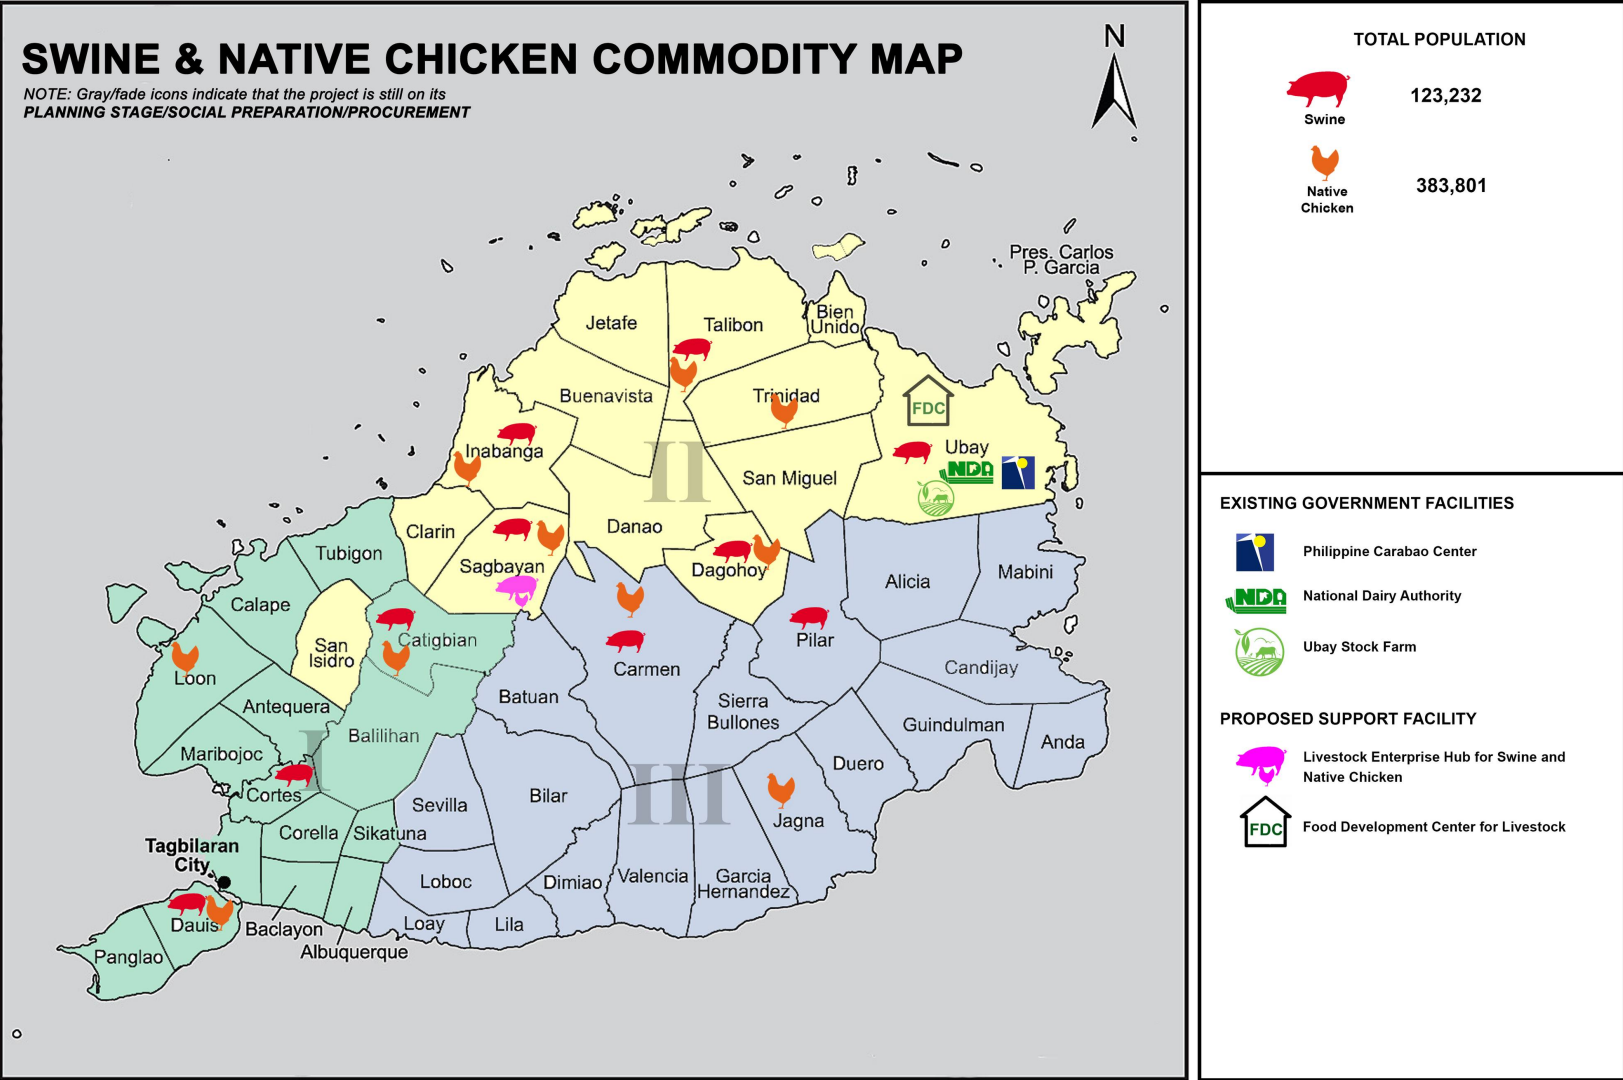 SWINE & NATIVE CHICKEN COMMODITY MAP
NOTE: Gray/fade icons indicate that the project is still on its
PLANNING STAGE/SOCIAL PREPARATION/PROCUREMENT
N
Pres. Carlos
P. Garcia
Jetafe
Talibon
Bien
Unido
Buenavista
Trinidad
FDC
Inabanga
Ubay
NDA
II
San Miguel
Clarin
Danao
Tubigon
Sagbayan
Dagohoy
Alicia
Mabini
Calape
San
Isidro
Catigbian
Pilar
Loon
Carmen
Candijay
Antequera
Batuan
Sierra
Bullones
Guindulman
Balilihan
I
Maribojoc
Anda
Duero
Cortes
Sevilla
Bilar
III
Jagna
Corella
Sikatuna
Tagbilaran
City
Loboc
Dimiao
Valencia
Garcia
Hernandez
Dauis
Baclayon
Loay
Lila
Albuquerque
Panglao
TOTAL POPULATION
123,232
Swine
383,801
Native
Chicken
EXISTING GOVERNMENT FACILITIES
Philippine Carabao Center
NDA
National Dairy Authority
Ubay Stock Farm
PROPOSED SUPPORT FACILITY
Livestock Enterprise Hub for Swine and
Native Chicken
FDC
Food Development Center for Livestock